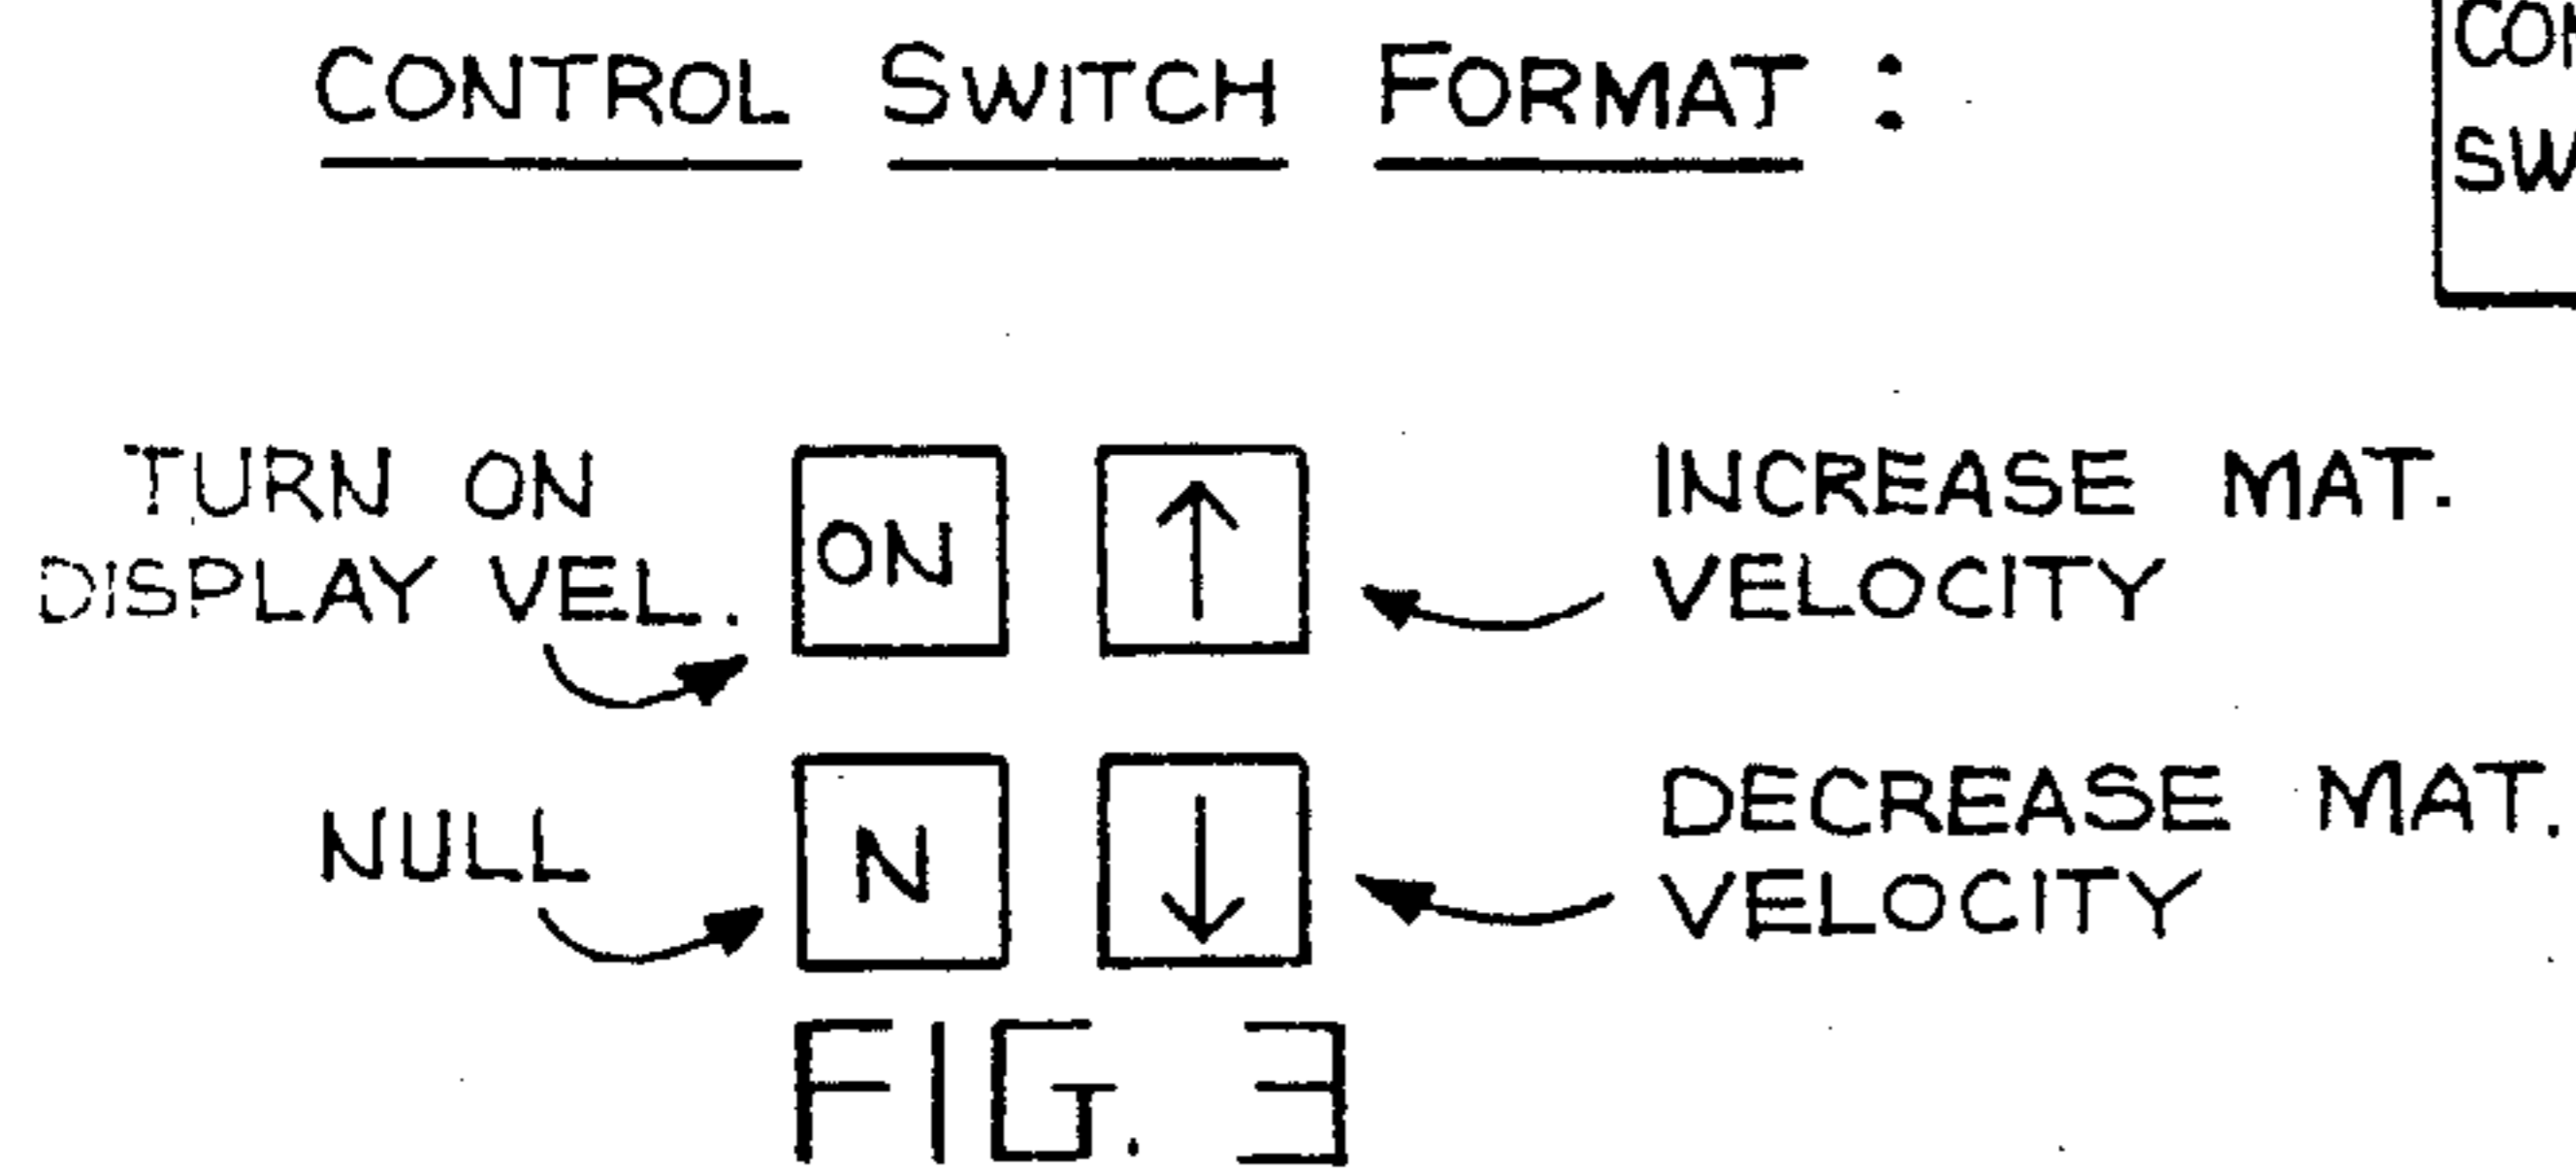 CONTROL SWITCH FORMAT :
TURN ON
DISPLAY VEL.
ON
↑
INCREASE MAT.
VELOCITY
NULL
N
↓
DECREASE MAT.
VELOCITY
FIG. 3